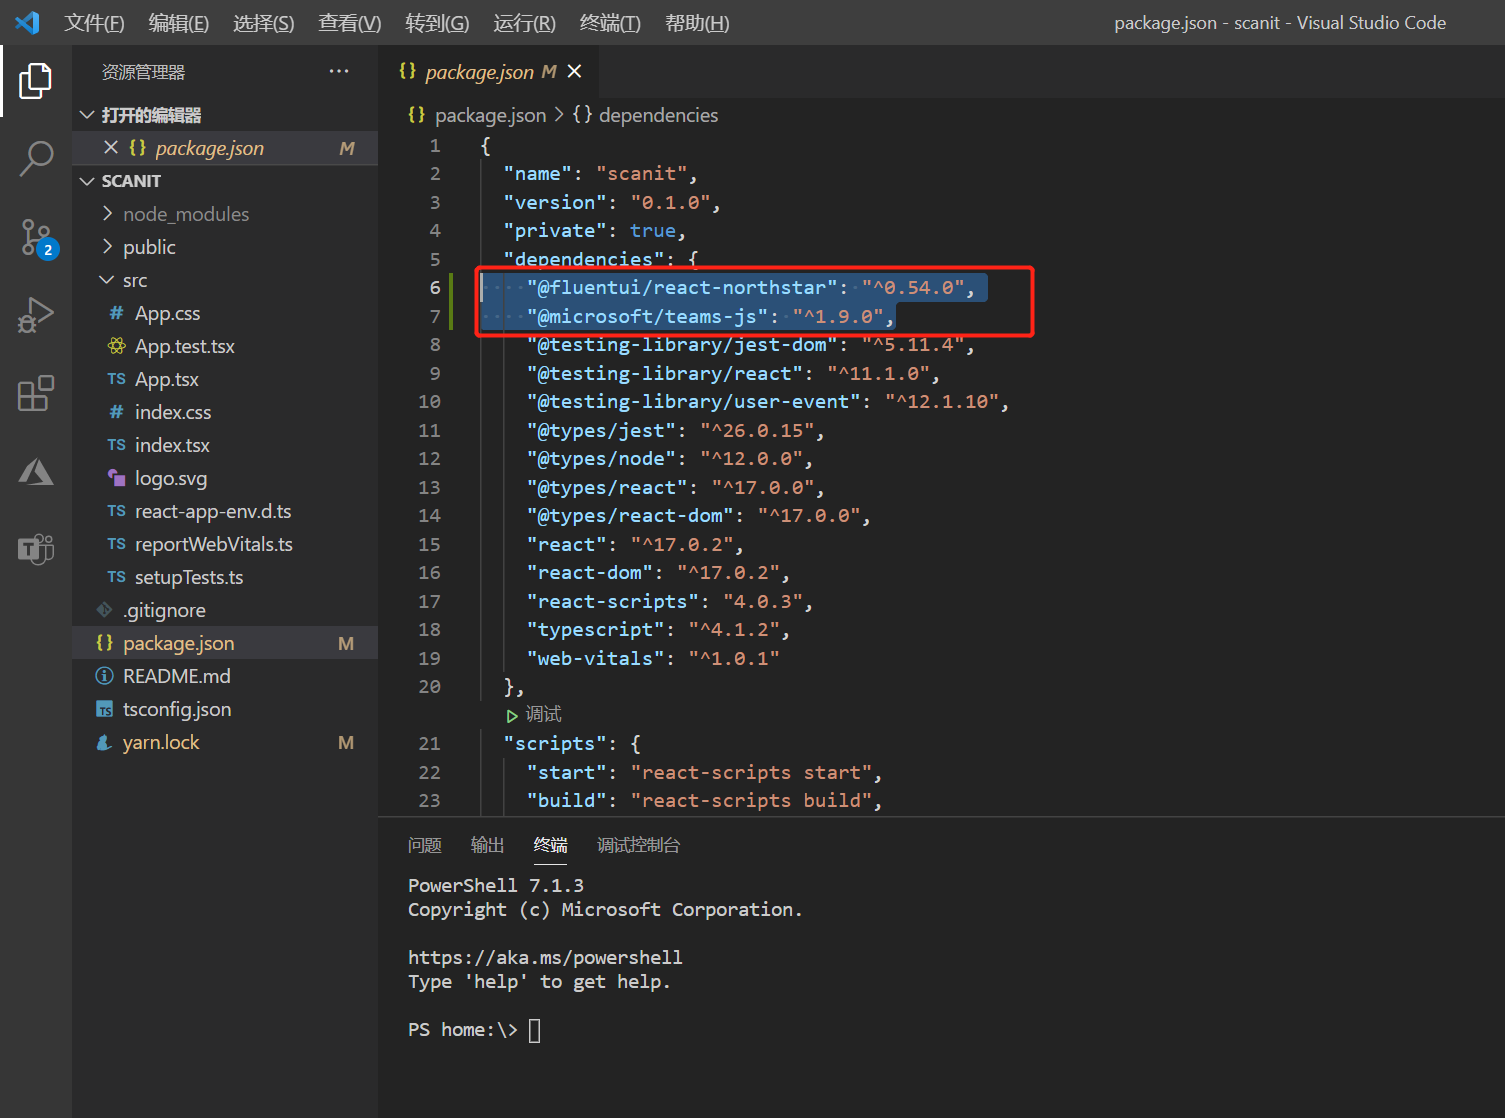 文件(F) 编辑(E) 选择(S) 查看(V) 转到(G) 运行(R) 终端(T) 帮助(H) package.json - scanit - Visual Studio Code
资源管理器 ···
打开的编辑器
{} package.json M
SCANIT
node_modules
public
src
# App.css
App.test.tsx
TS App.tsx
# index.css
TS index.tsx
logo.svg
TS react-app-env.d.ts
TS reportWebVitals.ts
TS setupTests.ts
.gitignore
{} package.json M
README.md
TS tsconfig.json
yarn.lock M
2
T
{} package.json M
{} package.json > {} dependencies
1 {
2 "name": "scanit",
3 "version": "0.1.0",
4 "private": true,
5 "dependencies": {
6 "@fluentui/react-northstar": "^0.54.0",
7 "@microsoft/teams-js": "^1.9.0",
8 "@testing-library/jest-dom": "^5.11.4",
9 "@testing-library/react": "^11.1.0",
10 "@testing-library/user-event": "^12.1.10",
11 "@types/jest": "^26.0.15",
12 "@types/node": "^12.0.0",
13 "@types/react": "^17.0.0",
14 "@types/react-dom": "^17.0.0",
15 "react": "^17.0.2",
16 "react-dom": "^17.0.2",
17 "react-scripts": "4.0.3",
18 "typescript": "^4.1.2",
19 "web-vitals": "^1.0.1"
20 },
调试
21 "scripts": {
22 "start": "react-scripts start",
23 "build": "react-scripts build",
问题 输出 终端 调试控制台
PowerShell 7.1.3
Copyright (c) Microsoft Corporation.
https://aka.ms/powershell
Type 'help' to get help.
PS home:\>